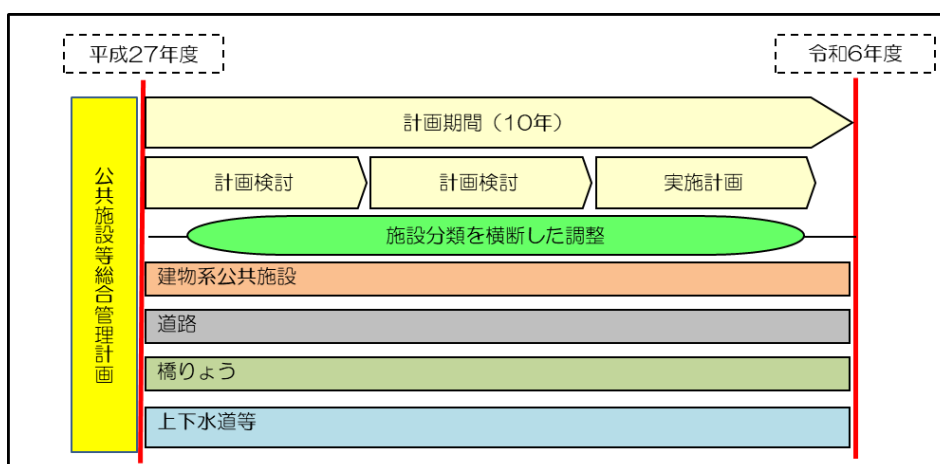 平成27年度
令和6年度
公共施設等総合管理計画
計画期間（10年）
計画検討
計画検討
実施計画
施設分類を横断した調整
建物系公共施設
道路
橋りょう
上下水道等